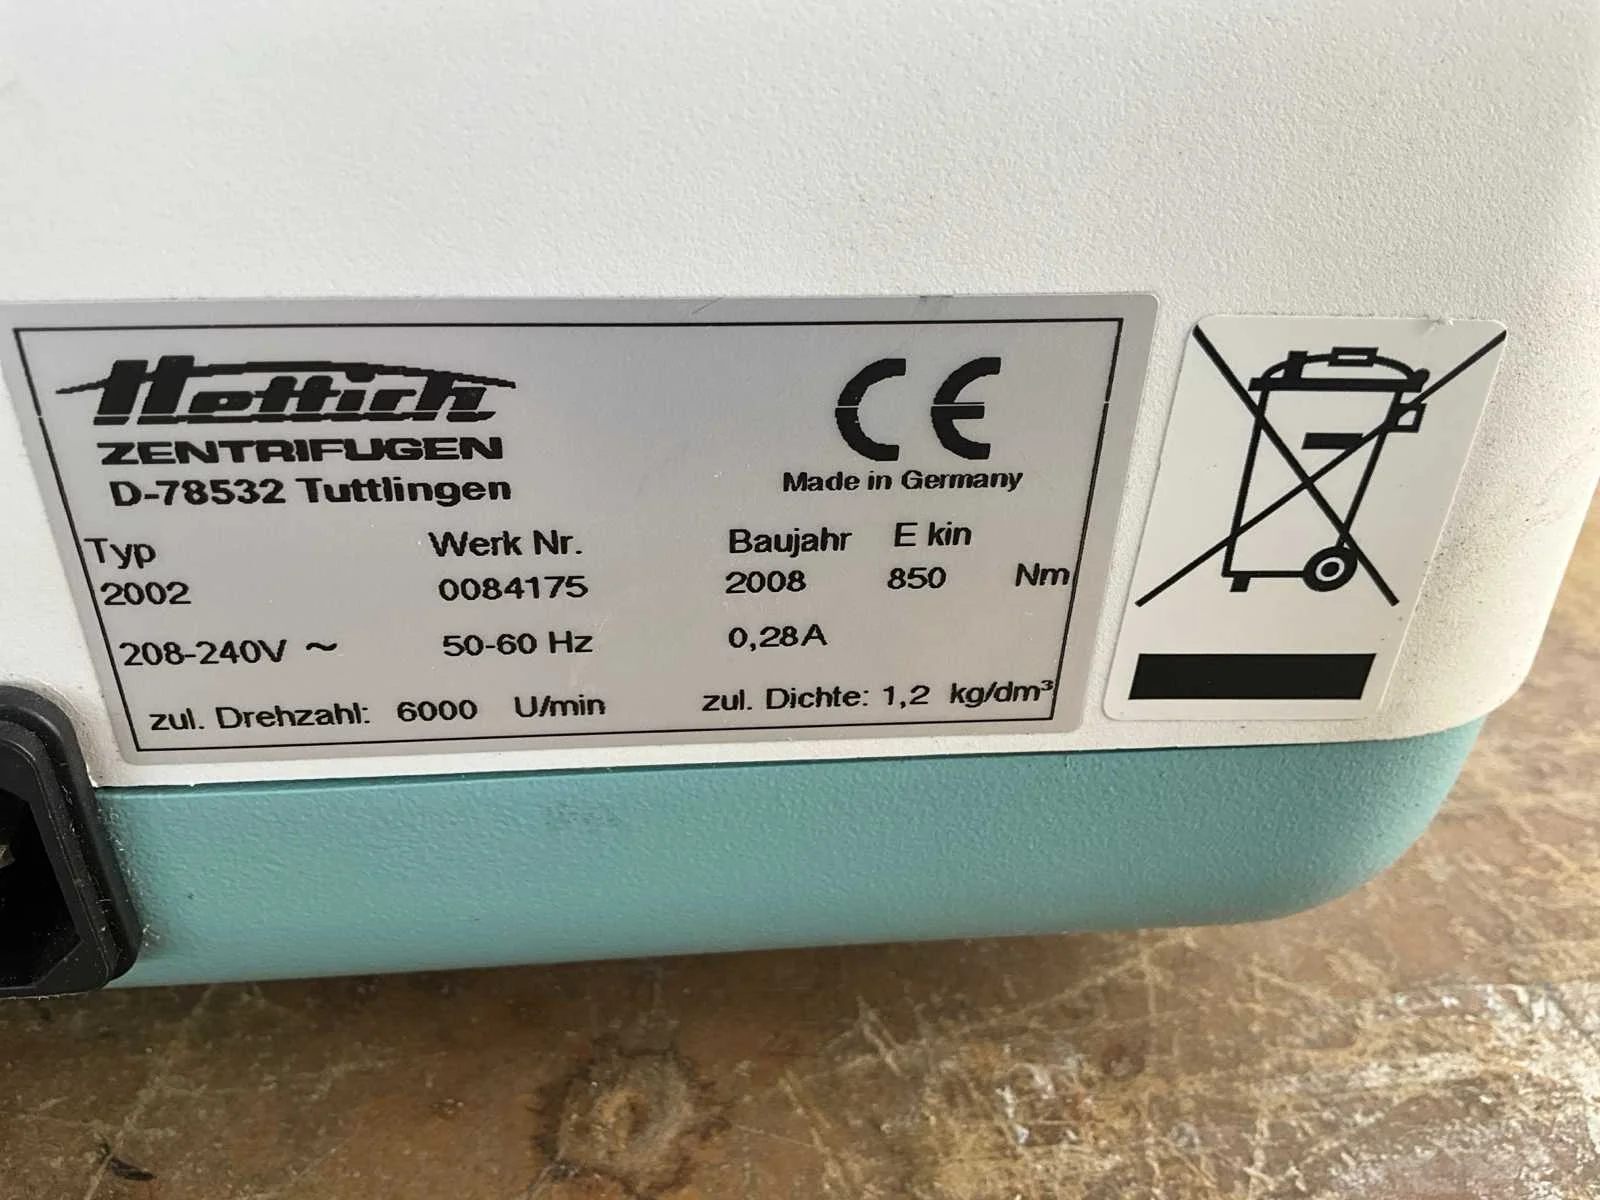 Hettich
ZENTRIFUGEN
D-78532 Tuttlingen
CE
Made in Germany
Typ Werk Nr. Baujahr E kin
2002 0084175 2008 850 Nm
208-240V ~ 50-60 Hz 0,28A
zul. Drehzahl: 6000 U/min zul. Dichte: 1,2 kg/dm³